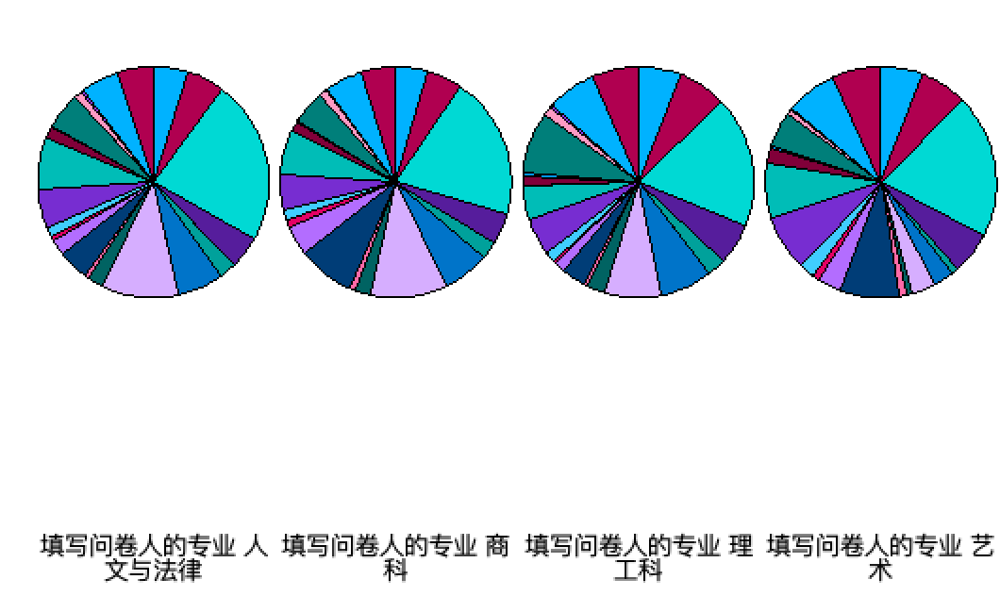 填写问卷人的专业 人
文与法律
填写问卷人的专业 商
科
填写问卷人的专业 理
工科
填写问卷人的专业 艺
术